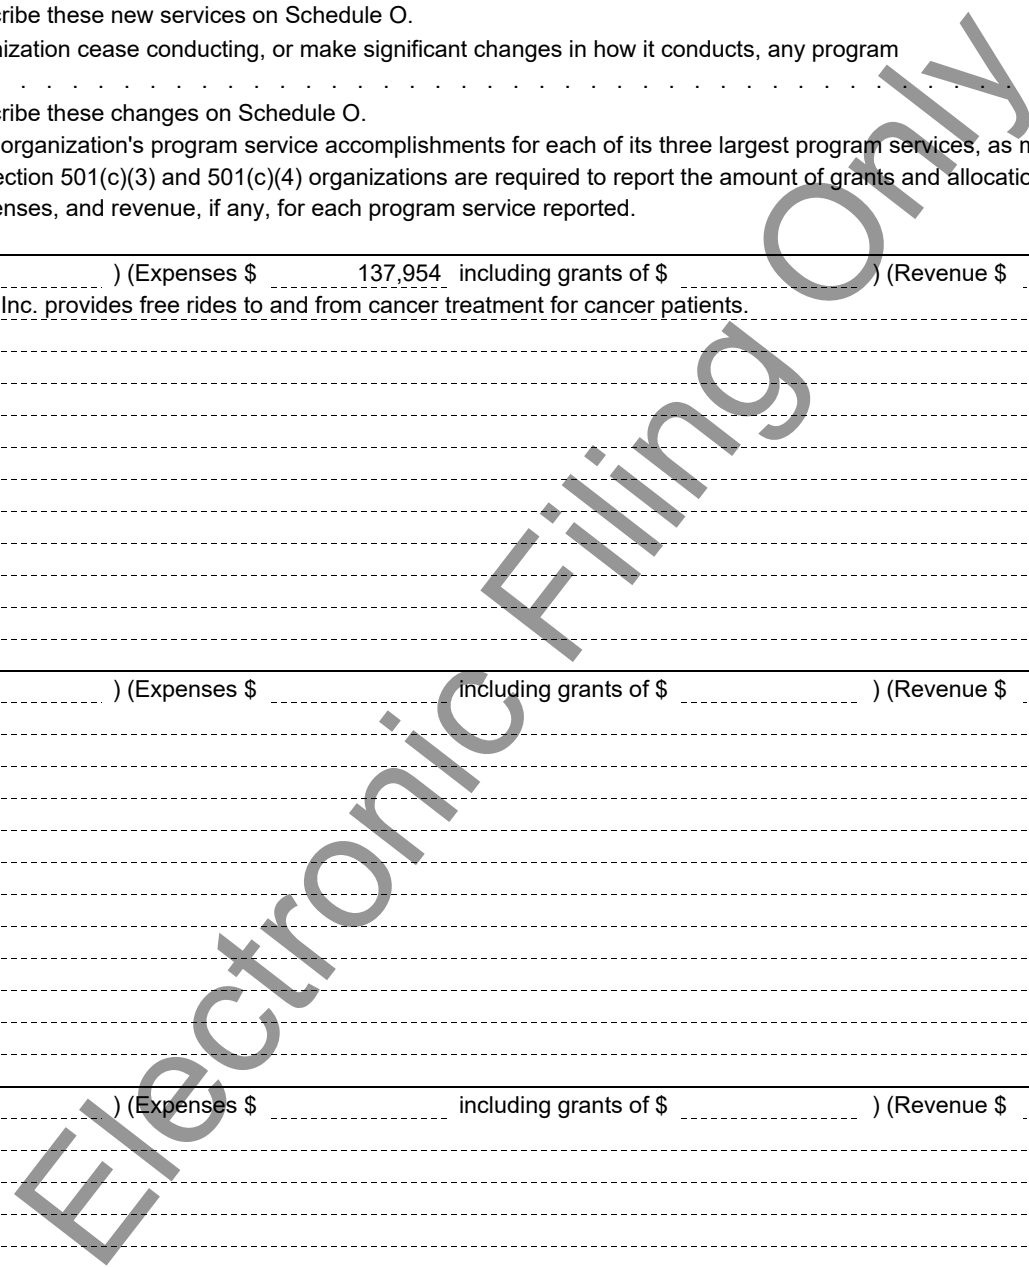 cribe these new services on Schedule O.
nization cease conducting, or make significant changes in how it conducts, any program
. . . . . . . . . . . . . . . . . . . . . . . . . . . . . . . . . . . . . . .
cribe these changes on Schedule O.
organization's program service accomplishments for each of its three largest program services, as m
ection 501(c)(3) and 501(c)(4) organizations are required to report the amount of grants and allocatio
enses, and revenue, if any, for each program service reported.
) (Expenses $ 137,954 including grants of $ ) (Revenue $
Inc. provides free rides to and from cancer treatment for cancer patients.
) (Expenses $ including grants of $ ) (Revenue $
) (Expenses $ including grants of $ ) (Revenue $
Electronic Filing Only